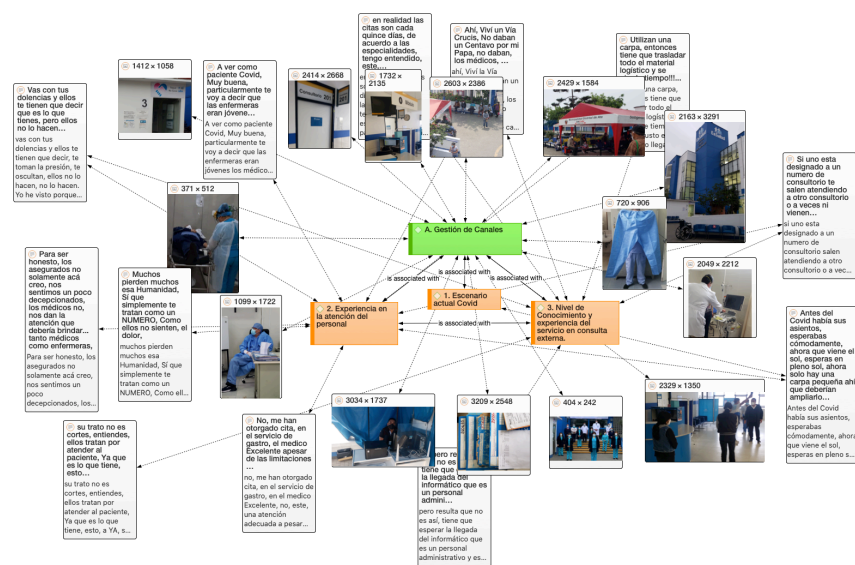 en realidad las
citas son cada
quince días, de
acuerdo a las
especialidades,
tengo entendido,
este....
Ahí, Viví un Vía
Crucis, No daban
un Centavo por mi
Papa, no daban,
los médicos, ...
ahí, Viví la Vía
Utilizan una
carpa, entonces
tiene que trasladar
todo el material
logístico y se
1412 × 1058
A ver como
paciente Covid,
Muy buena,
particularmente te
voy a decir que
las enfermeras
eran jóvene...
A ver como paciente
Covid, Muy buena,
particularmente te
voy a decir que las
enfermeras eran
jóvenes los médico...
2414 × 2668
Consultorio 201
1732 ×
2135
2603 × 2386
2429 × 1584
2163 × 3291
Vas con tus
dolencias y ellos
te tienen que decir
que es lo que
tienes, pero ellos
no lo hacen...
vas con tus
dolencias y ellos te
tienen que decir, te
toman la presión, te
oscultan, ellos no lo
hacen, no lo hacen.
Yo he visto porque...
3
371 × 512
720 × 906
Si uno esta
designado a un
numero de
consultorio te
salen atendiendo
a otro consultorio
o a veces ni
vienen...
si uno esta
designado a un
numero de
consultorio salen
atendiendo a otro
consultorio o a vec...
A. Gestión de Canales
is associated with
is associated with
is associated with
1. Escenario
actual Covid
2. Experiencia en
la atención del
personal
3. Nivel de
Conocimiento y
experiencia del
servicio en consulta
externa.
2049 × 2212
Para ser
honesto, los
asegurados no
solamente acá
creo, nos
sentimos un poco
decepcionados,
los médicos no,
nos dan la
atención que
debería brindar...
tanto médicos
como enfermeras,
Para ser honesto, los
asegurados no
solamente acá creo,
nos sentimos un
poco
decepcionados, los...
Muchos
pierden muchos
esa Humanidad,
Sí que
simplemente te
tratan como un
NUMERO, Como
ellos no sienten, el
dolor,
muchos pierden
muchos esa
Humanidad, Sí que
simplemente te
tratan como un
NUMERO, Como ell...
1099 × 1722
Antes del
Covid había sus
asientos,
esperabas
cómodamente,
ahora que viene el
sol, esperas en
pleno sol, ahora
solo hay una
carpa pequeña ahí
que deberían
ampliarlo...
Antes del Covid
había sus asientos,
esperabas
cómodamente, ahora
que viene el sol,
esperas en pleno s...
su trato no es
cortes, entiendes,
ellos tratan por
atender al
paciente, Ya que
es lo que tiene,
esto...
su trato no es
cortes, entiendes,
ellos tratan por
atender al paciente,
Ya que es lo que
tiene, esto, a YA, s...
No, me han
otorgado cita, en
el servicio de
gastro, el medico
Excelente apesar
de las limitaciones
...
no, me han otorgado
cita, en el servicio de
gastro, en el medico
Excelente, no, este,
una atención
adecuada a pesar...
3034 × 1737
3209 × 2548
404 × 242
2329 × 1350
la llegada del
informático que es
un personal
admini...
pero resulta que no
es así, tiene que
esperar la llegada
del informático que
es un personal
administrativo y es...